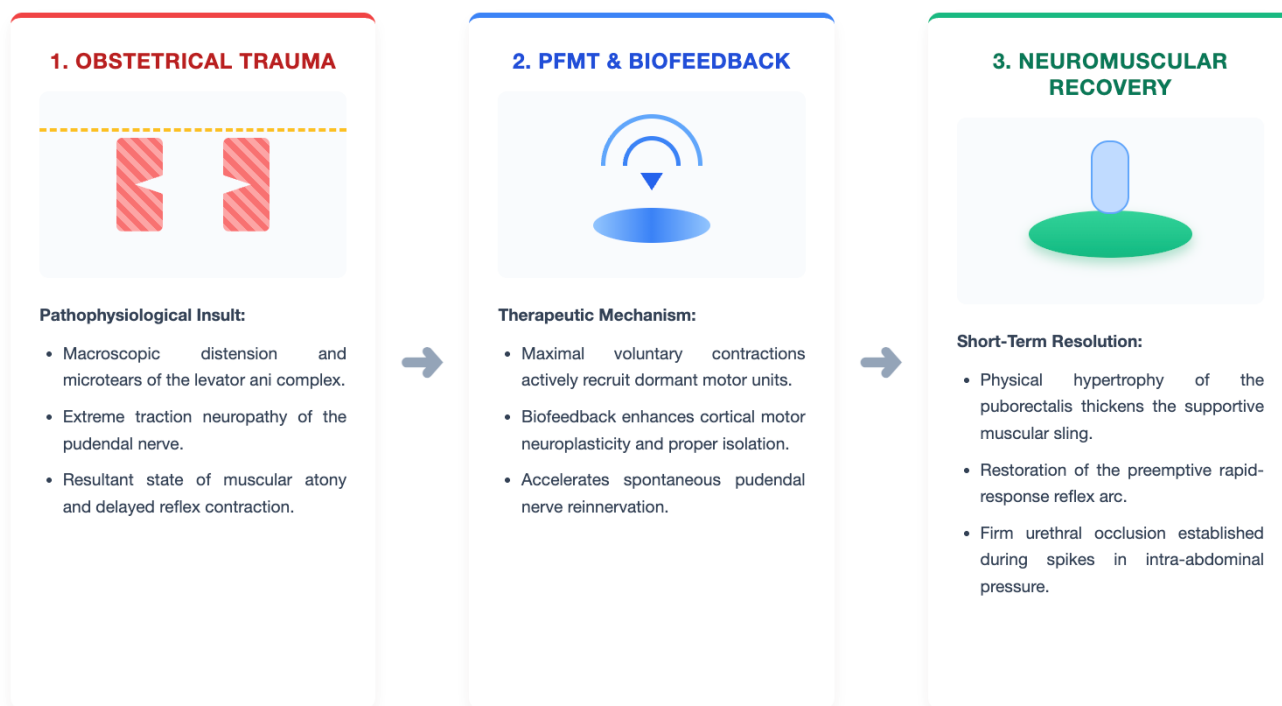 1. OBSTETRICAL TRAUMA
Pathophysiological Insult:
• Macroscopic distension and
microtears of the levator ani complex.
• Extreme traction neuropathy of the
pudendal nerve.
• Resultant state of muscular atony
and delayed reflex contraction.
2. PFMT & BIOFEEDBACK
Therapeutic Mechanism:
• Maximal voluntary contractions
actively recruit dormant motor units.
• Biofeedback enhances cortical motor
neuroplasticity and proper isolation.
• Accelerates spontaneous pudendal
nerve reinnervation.
3. NEUROMUSCULAR
RECOVERY
Short-Term Resolution:
• Physical hypertrophy of the
puborectalis thickens the supportive
muscular sling.
• Restoration of the preemptive rapid-
response reflex arc.
• Firm urethral occlusion established
during spikes in intra-abdominal
pressure.